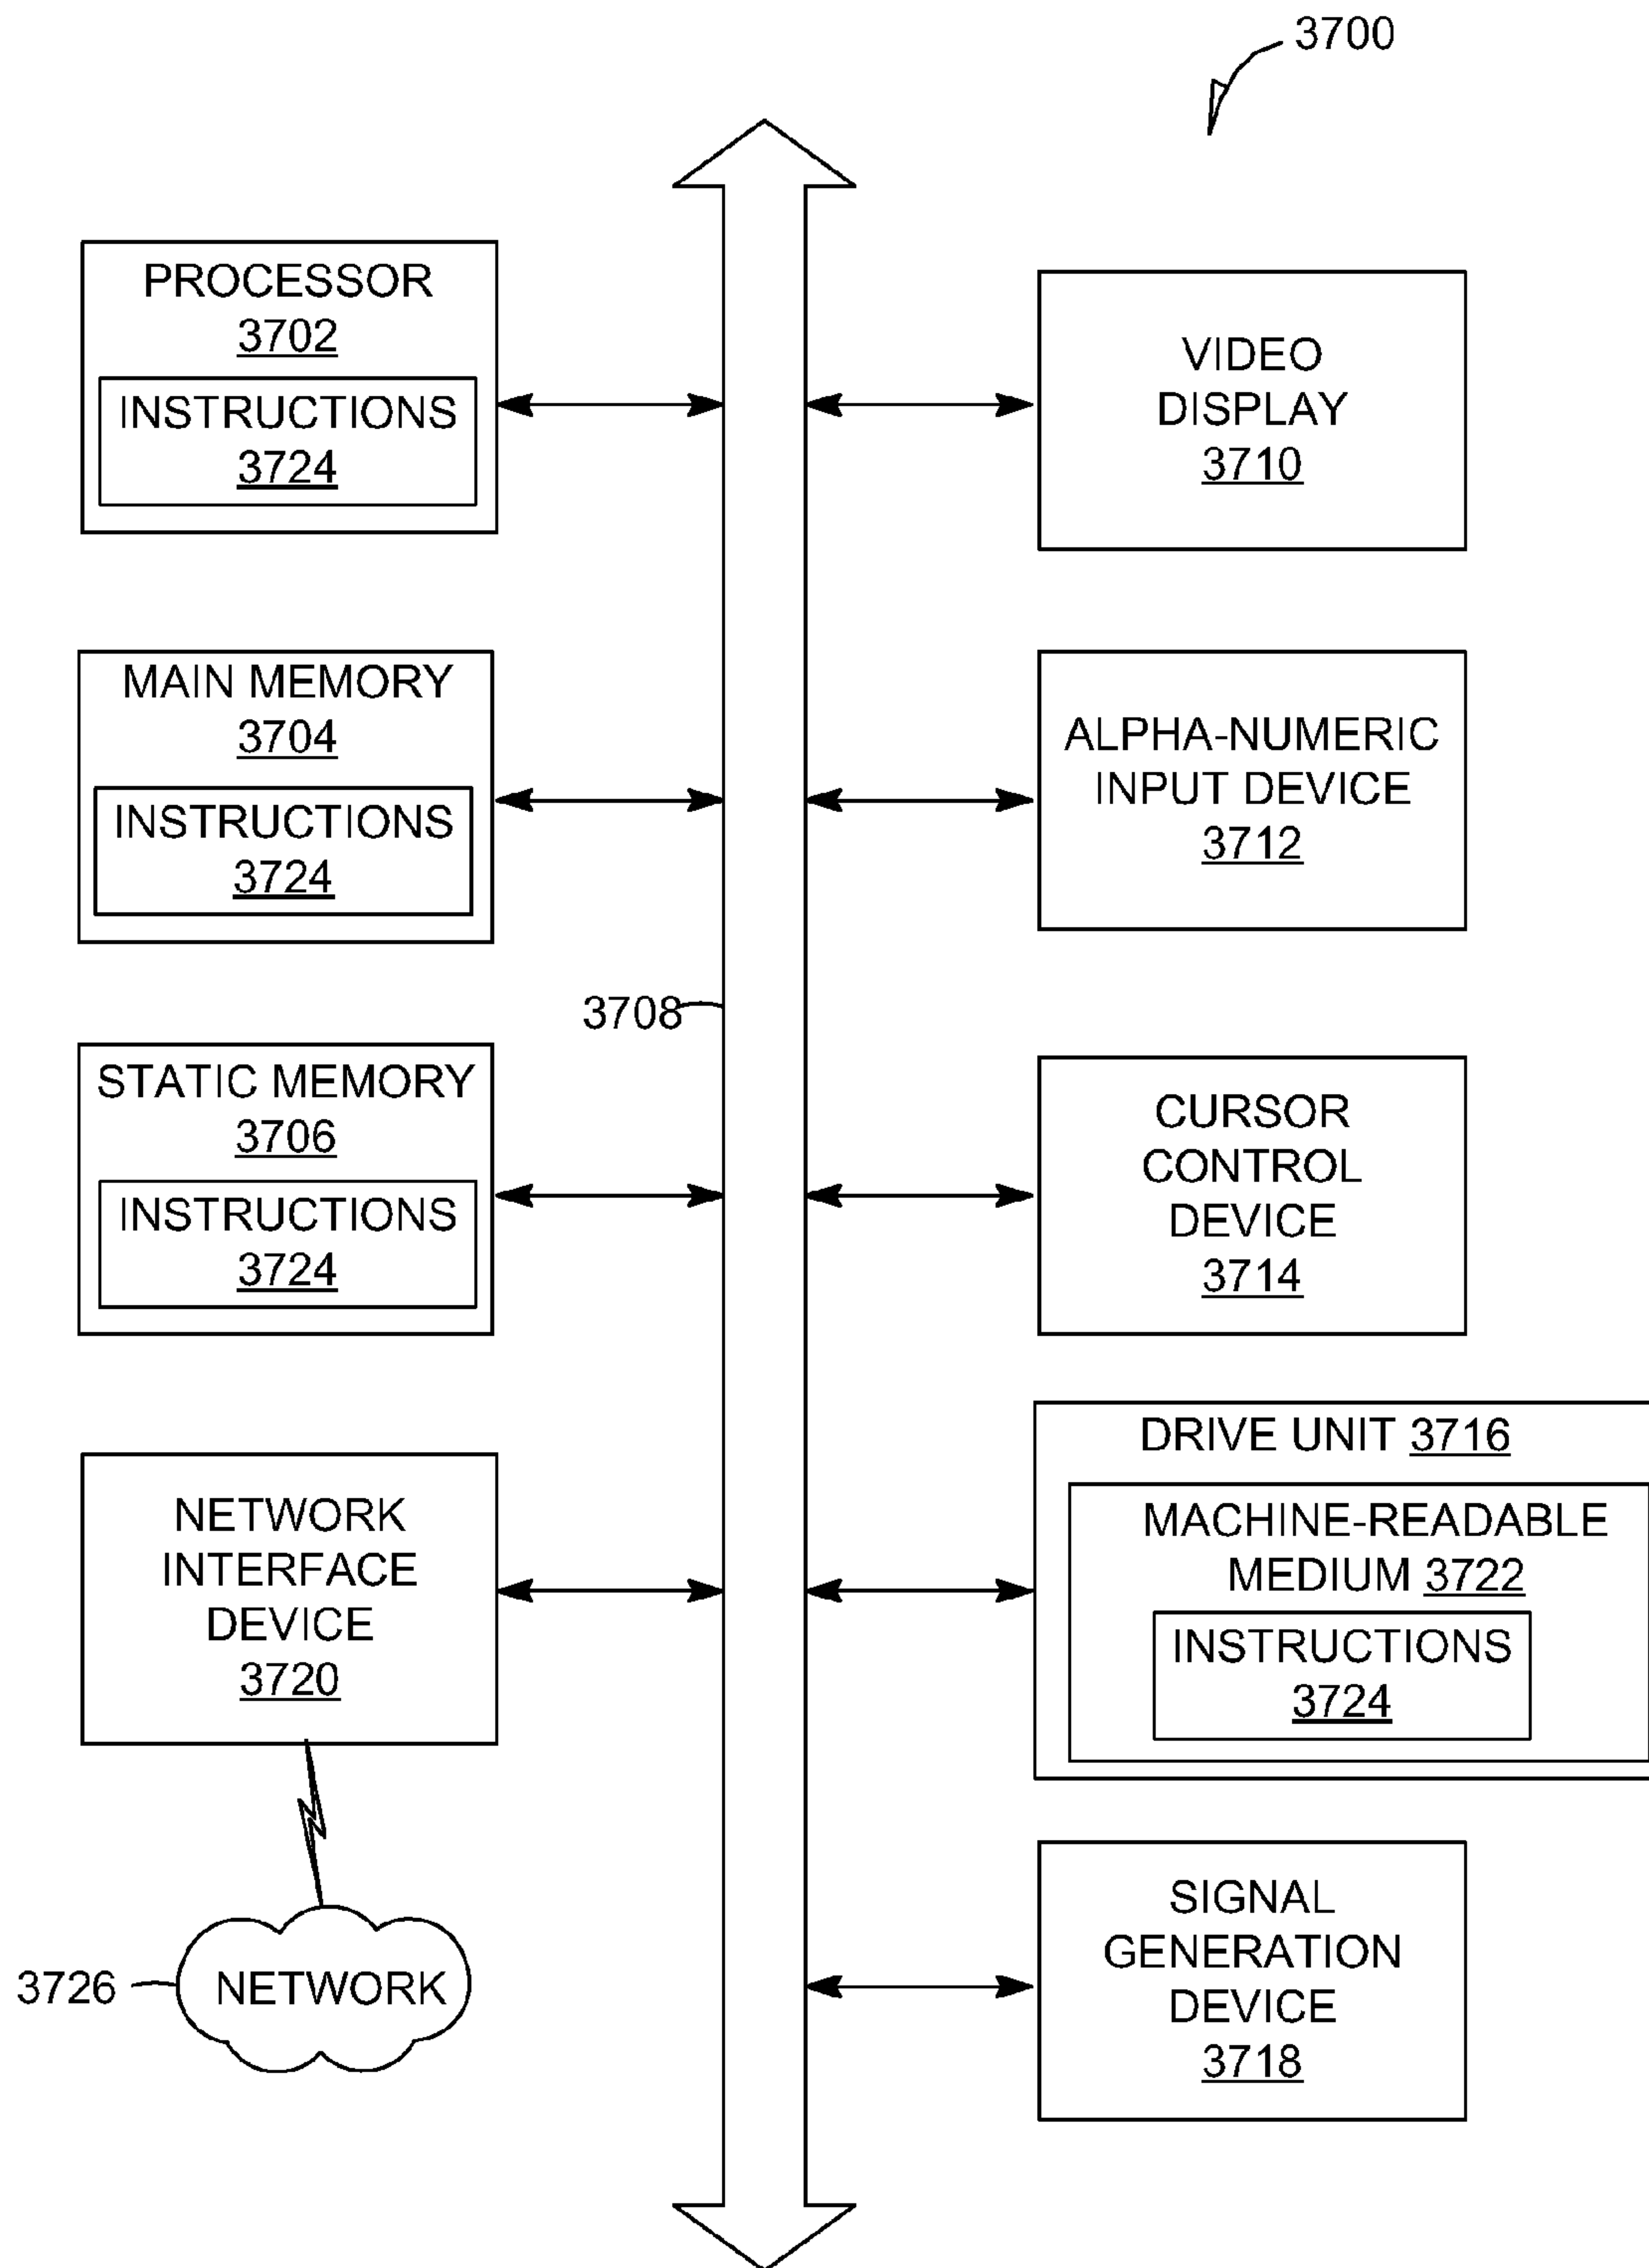 3700
PROCESSOR
3702
INSTRUCTIONS
3724
MAIN MEMORY
3704
INSTRUCTIONS
3724
3708
STATIC MEMORY
3706
INSTRUCTIONS
3724
NETWORK
INTERFACE
DEVICE
3720
3726
NETWORK
VIDEO
DISPLAY
3710
ALPHA-NUMERIC
INPUT DEVICE
3712
CURSOR
CONTROL
DEVICE
3714
DRIVE UNIT 3716
MACHINE-READABLE
MEDIUM 3722
INSTRUCTIONS
3724
SIGNAL
GENERATION
DEVICE
3718